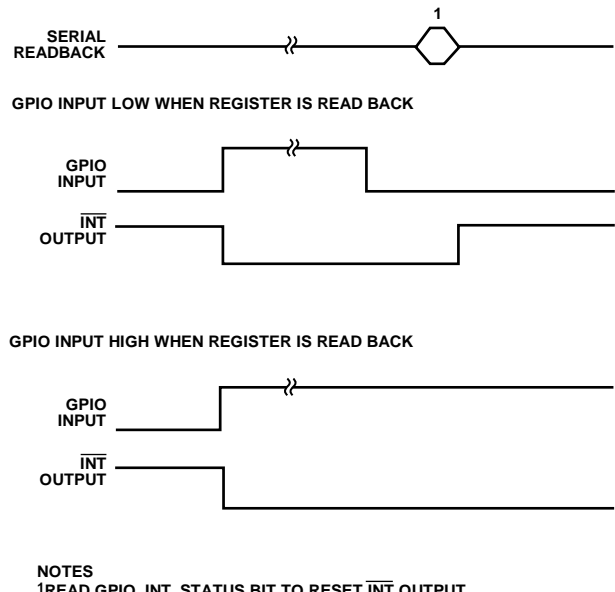 1
SERIAL
READBACK
GPIO INPUT LOW WHEN REGISTER IS READ BACK
GPIO
INPUT
INT
OUTPUT
GPIO INPUT HIGH WHEN REGISTER IS READ BACK
GPIO
INPUT
INT
OUTPUT
NOTES
1READ GPIO_INT_STATUS BIT TO RESET INT OUTPUT.